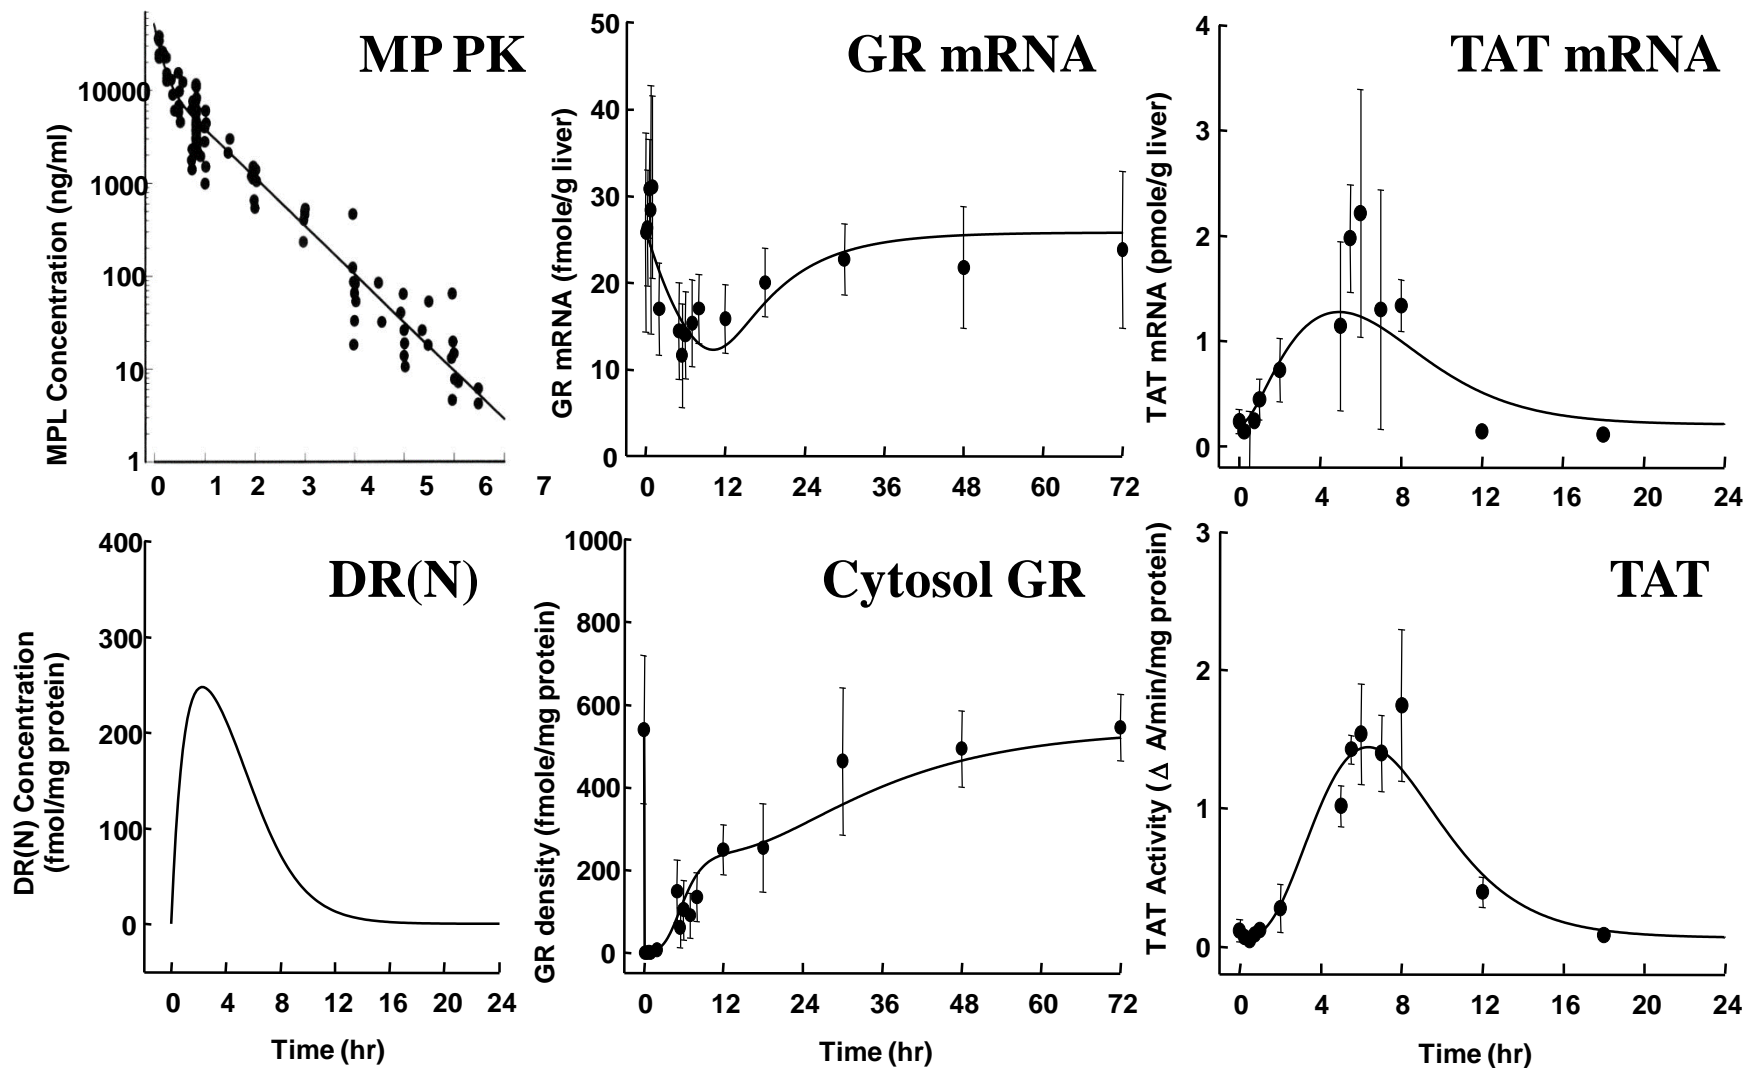 MP PK
MPL Concentration (ng/ml)
10000
1000
100
10
1
0 1 2 3 4 5 6 7
GR mRNA
GR mRNA (fmole/g liver)
50
40
30
20
10
0
0 12 24 36 48 60 72
TAT mRNA
TAT mRNA (pmole/g liver)
4
3
2
1
0
0 4 8 12 16 20 24
DR(N)
DR(N) Concentration
(fmol/mg protein)
400
300
200
100
0
0 4 8 12 16 20 24
Time (hr)
Cytosol GR
GR density (fmole/mg protein)
1000
800
600
400
200
0
0 12 24 36 48 60 72
Time (hr)
TAT
TAT Activity (Δ A/min/mg protein)
3
2
1
0
0 4 8 12 16 20 24
Time (hr)